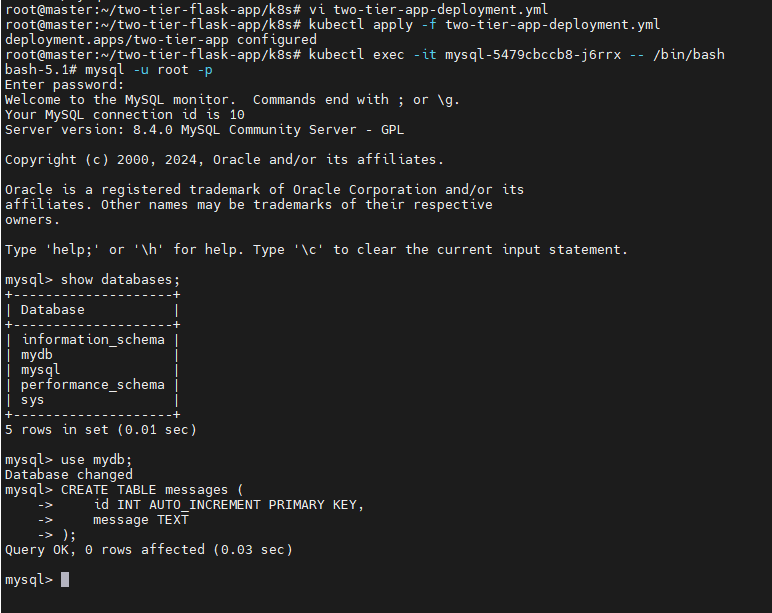 root@master:~/two-tier-flask-app/k8s# vi two-tier-app-deployment.yml
root@master:~/two-tier-flask-app/k8s# kubectl apply -f two-tier-app-deployment.yml
deployment.apps/two-tier-app configured
root@master:~/two-tier-flask-app/k8s# kubectl exec -it mysql-5479cbccb8-j6rrx -- /bin/bash
bash-5.1# mysql -u root -p
Enter password:
Welcome to the MySQL monitor.  Commands end with ; or \g.
Your MySQL connection id is 10
Server version: 8.4.0 MySQL Community Server - GPL

Copyright (c) 2000, 2024, Oracle and/or its affiliates.

Oracle is a registered trademark of Oracle Corporation and/or its
affiliates. Other names may be trademarks of their respective
owners.

Type 'help;' or '\h' for help. Type '\c' to clear the current input statement.

mysql> show databases;
+--------------------+
| Database           |
+--------------------+
| information_schema |
| mydb               |
| mysql              |
| performance_schema |
| sys                |
+--------------------+
5 rows in set (0.01 sec)

mysql> use mydb;
Database changed
mysql> CREATE TABLE messages (
    ->     id INT AUTO_INCREMENT PRIMARY KEY,
    ->     message TEXT
    -> );
Query OK, 0 rows affected (0.03 sec)

mysql>